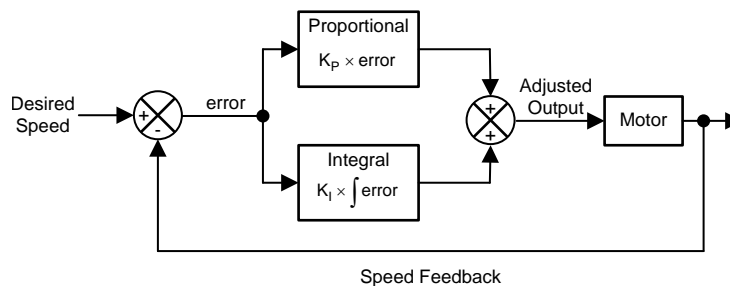 Proportional
K_P × error
Desired
Speed
+
-
error
+
+
Adjusted
Output
Motor
Integral
K_I × ∫ error
Speed Feedback